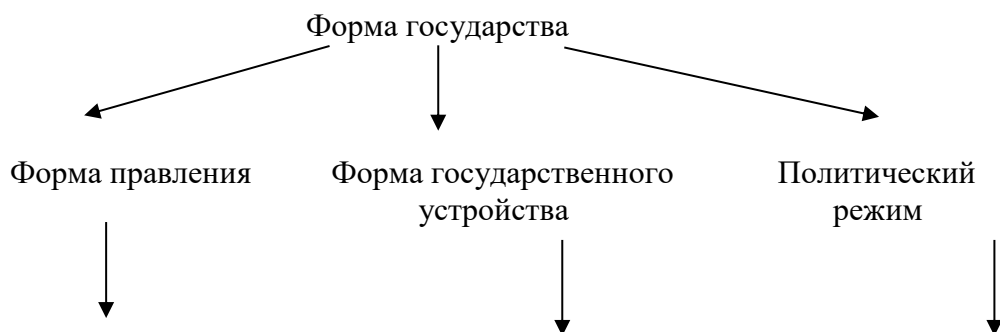 Форма государства
Форма правления
Форма государственного
устройства
Политический
режим